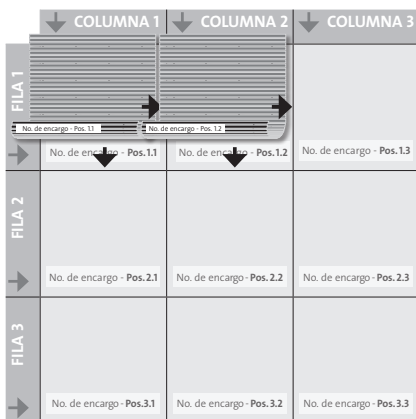 COLUMNA 1 COLUMNA 2 COLUMNA 3
FILA 1
No. de encargo - Pos. 1.1 No. de encargo - Pos. 1.2
No. de encargo - Pos.1.1 No. de encargo - Pos.1.2 No. de encargo - Pos.1.3
FILA 2
No. de encargo - Pos.2.1 No. de encargo - Pos.2.2 No. de encargo - Pos.2.3
FILA 3
No. de encargo - Pos.3.1 No. de encargo - Pos.3.2 No. de encargo - Pos.3.3